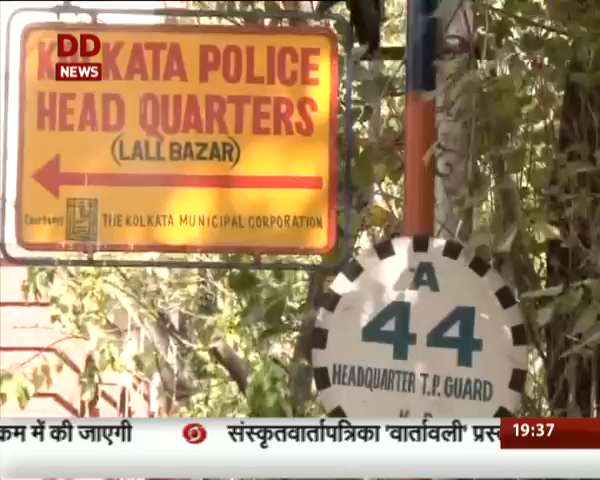 DD
NEWS
KOLKATA POLICE
HEAD QUARTERS
(LALL BAZAR)
Courtesy: THE KOLKATA MUNICIPAL CORPORATION
A
44
HEADQUARTER T.P. GUARD
क्रम में की जाएगी संस्कृतवार्तापत्रिका 'वार्तावली' प्रस
19:37